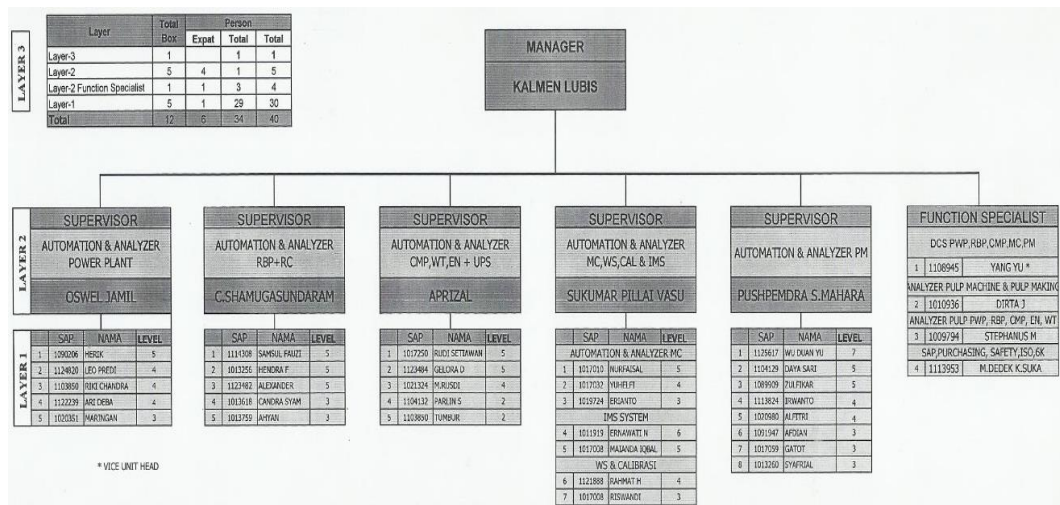 LAYER 3
Layer Total Box Person
Expat Total Total
Layer-3 1 1 1
Layer-2 5 4 1 5
Layer-2 Function Specialist 1 1 3 4
Layer-1 5 1 29 30
Total 12 6 34 40
MANAGER
KALMEN LUBIS
LAYER 2
SUPERVISOR
AUTOMATION & ANALYZER
POWER PLANT
OSWEL JAMIL
SUPERVISOR
AUTOMATION & ANALYZER
RBP+RC
C.SHAMUGASUNDARAM
SUPERVISOR
AUTOMATION & ANALYZER
CMP,WT,EN + UPS
APRIZAL
SUPERVISOR
AUTOMATION & ANALYZER
MC,WS,CAL & IMS
SUKUMAR PILLAI VASU
SUPERVISOR
AUTOMATION & ANALYZER PM
PUSHPEMDRA S.MAHARA
FUNCTION SPECIALIST
DCS PWP,RBP,CMP,MC,PM
1 1108945 YANG YU *
ANALYZER PULP MACHINE & PULP MAKING
2 1010936 DIRTA J
ANALYZER PULP PWP, RBP, CMP, EN, WT
3 1009794 STEPHANUS M
SAP,PURCHASING, SAFETY,ISO,6K
4 1113953 M.DEDEK K.SUKA
LAYER 1
SAP NAMA LEVEL
1 1090206 HERIK 5
2 1124820 LEO PREDI 4
3 1103850 RIKI CHANDRA 4
4 1122239 ARI DEBA 4
5 1020351 MARINGAN 3
SAP NAMA LEVEL
1 1114308 SAMSUL FAUZI 5
2 1013256 HENDRA F 5
3 1123482 ALEXANDER 5
4 1013618 CANDRA SYAM 3
5 1013759 AHYAN 3
SAP NAMA LEVEL
1 1017250 RUDI SETIAWAN 5
2 1123484 GELORA D 5
3 1021324 M.RUSDI 4
4 1104132 PARLIN S 2
5 1103850 TUMBUR 2
SAP NAMA LEVEL
AUTOMATION & ANALYZER MC
1 1017010 NURFAISAL 5
2 1017032 YUHELFI 4
3 1019724 ERIANTO 3
IMS SYSTEM
4 1011919 ERNAWATI N 6
5 1017008 MAIANDA IQBAL 5
WS & CALIBRASI
6 1121888 RAHMAT H 4
7 1017008 RISWANDI 3
SAP NAMA LEVEL
1 1125617 WU DUAN YU 7
2 1104129 DAYA SARI 5
3 1089909 ZULFIKAR 5
4 1113824 IRWANTO 4
5 1020980 ALFITRI 4
6 1091947 AFDIAN 3
7 1017059 GATOT 3
8 1013260 SYAFRIAL 3
* VICE UNIT HEAD